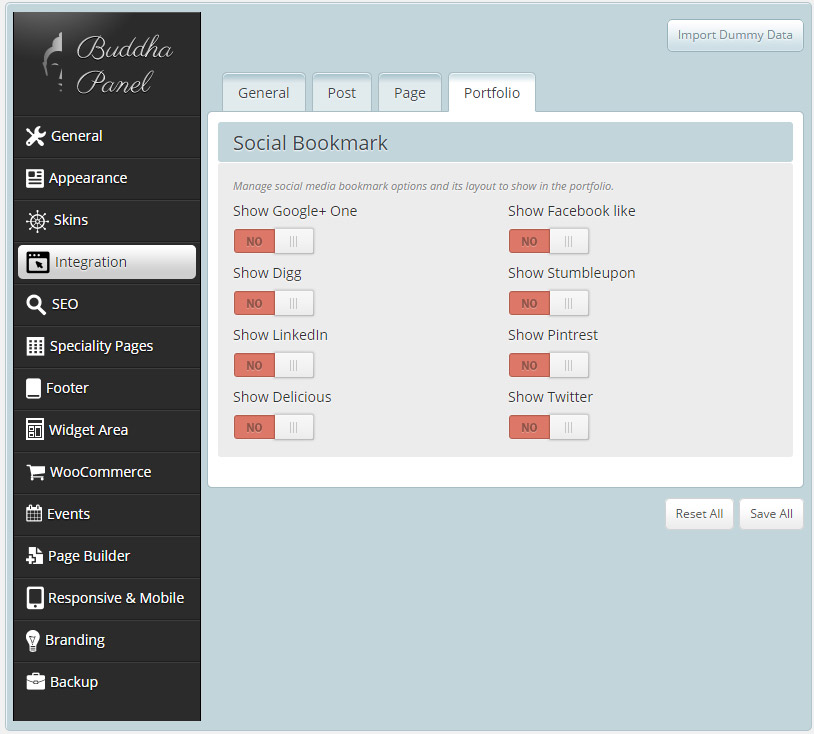 Buddha
Panel
General
Appearance
Skins
Integration
SEO
Speciality Pages
Footer
Widget Area
WooCommerce
Events
Page Builder
Responsive & Mobile
Branding
Backup
Import Dummy Data
General Post Page Portfolio
Social Bookmark
Manage social media bookmark options and its layout to show in the portfolio.
Show Google+ One Show Facebook like
NO NO
Show Digg Show Stumbleupon
NO NO
Show LinkedIn Show Pintrest
NO NO
Show Delicious Show Twitter
NO NO
Reset All Save All